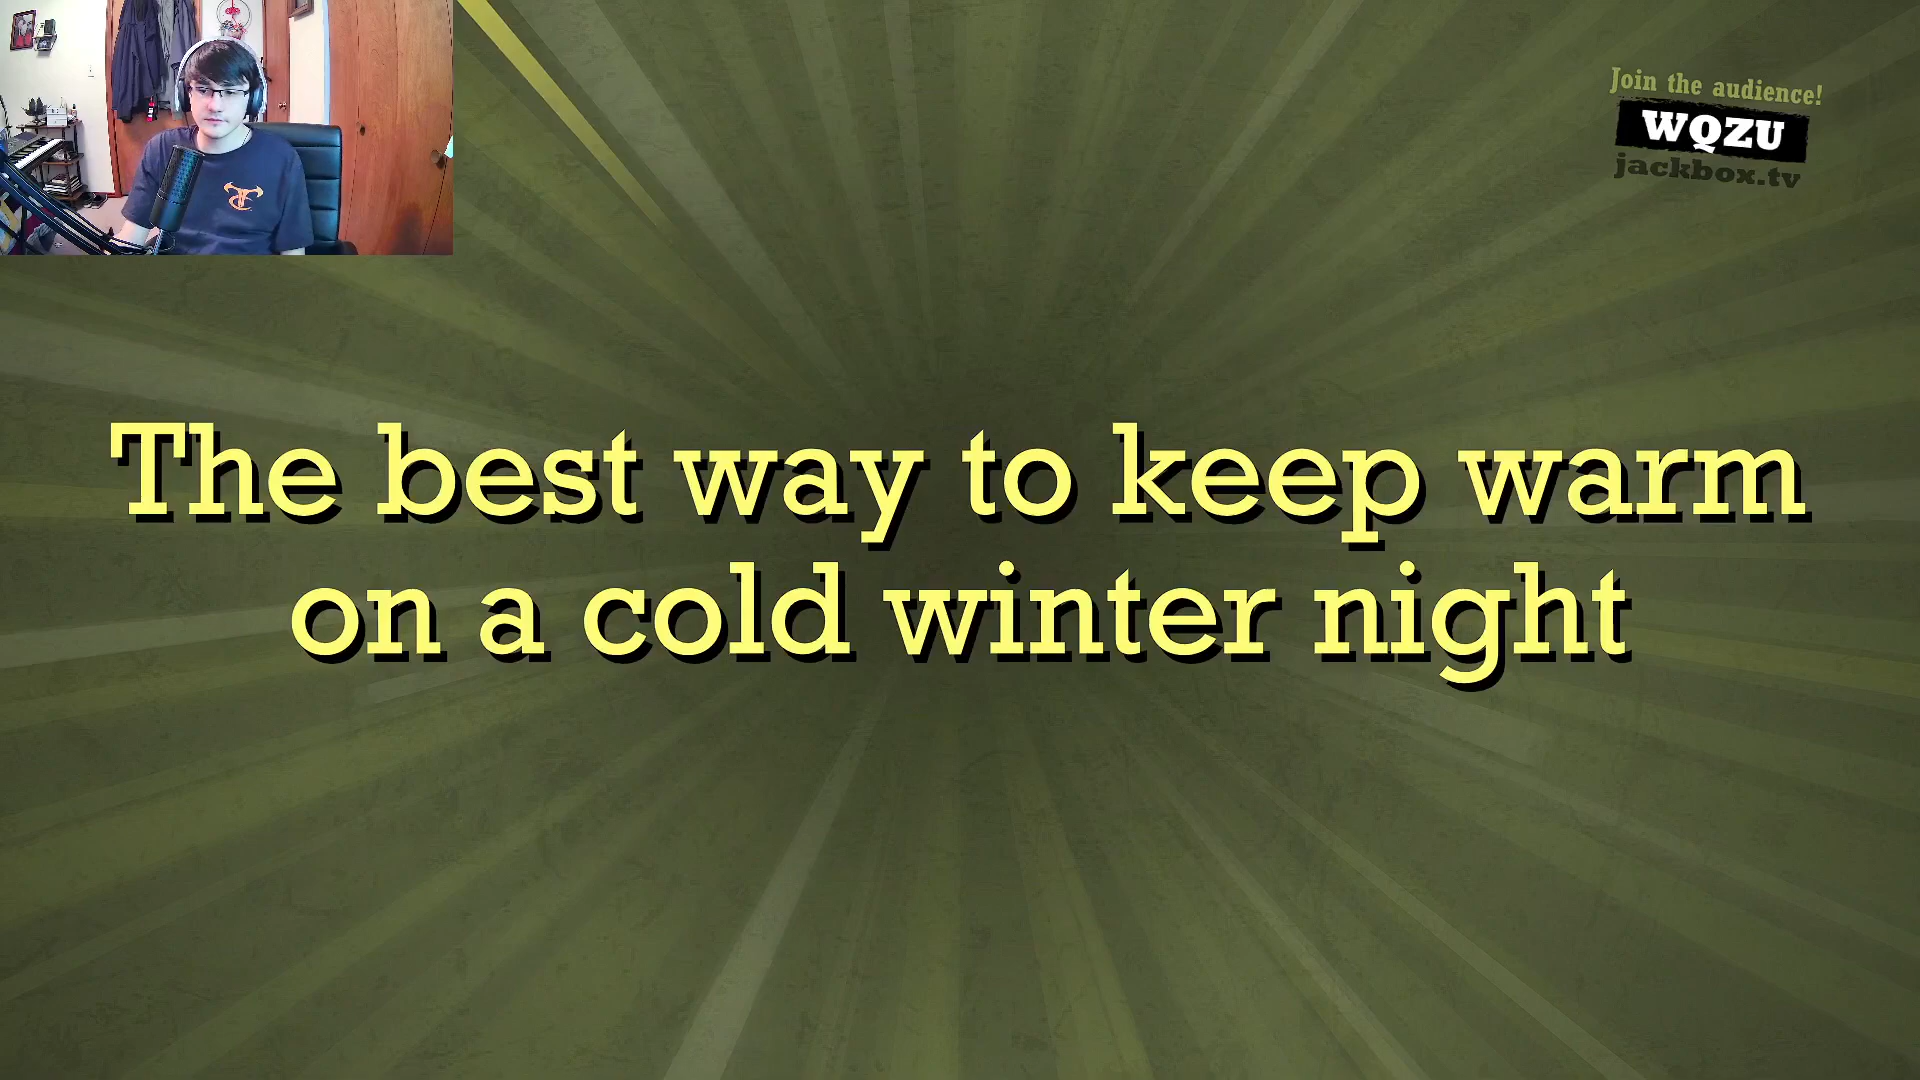 Join the audience!
WQZU
jackbox.tv
The best way to keep warm
on a cold winter night